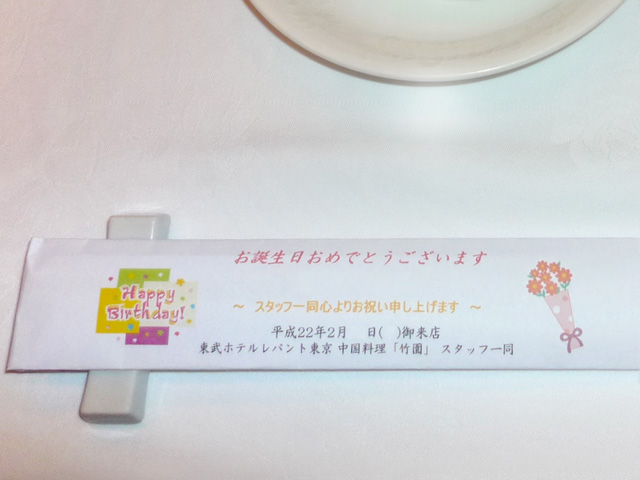 お誕生日おめでとうございます
Happy
Birthday!
～ スタッフ一同心よりお祝い申し上げます ～
平成22年2月　日(　)御来店
東武ホテルレバント東京 中国料理「竹園」 スタッフ一同